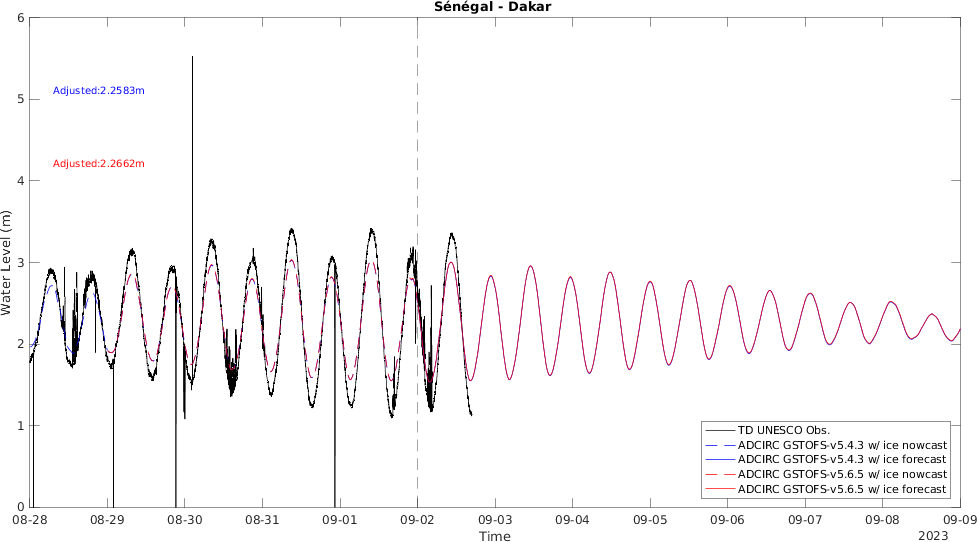 Sénégal - Dakar
6
5
4
3
2
1
0
Water Level (m)
Adjusted:2.2583m
Adjusted:2.2662m
TD UNESCO Obs.
ADCIRC GSTOFS-v5.4.3 w/ ice nowcast
ADCIRC GSTOFS-v5.4.3 w/ ice forecast
ADCIRC GSTOFS-v5.6.5 w/ ice nowcast
ADCIRC GSTOFS-v5.6.5 w/ ice forecast
08-28 08-29 08-30 08-31 09-01 09-02 09-03 09-04 09-05 09-06 09-07 09-08 09-09
Time
2023